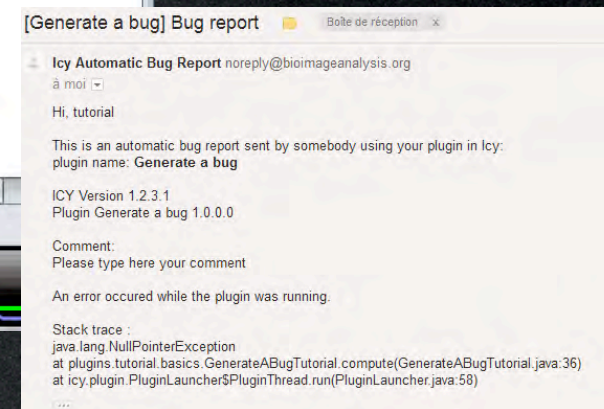 [Generate a bug] Bug report Boîte de réception x
Icy Automatic Bug Report noreply@bioimageanalysis.org
à moi
Hi, tutorial
This is an automatic bug report sent by somebody using your plugin in Icy:
plugin name: Generate a bug
ICY Version 1.2.3.1
Plugin Generate a bug 1.0.0.0
Comment:
Please type here your comment
An error occured while the plugin was running.
Stack trace :
java.lang.NullPointerException
at plugins.tutorial.basics.GenerateABugTutorial.compute(GenerateABugTutorial.java:36)
at icy.plugin.PluginLauncher$PluginThread.run(PluginLauncher.java:58)
...